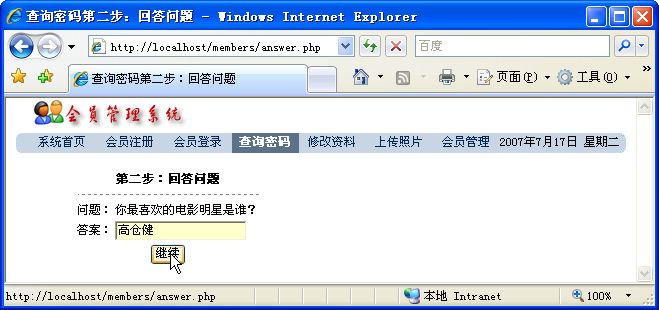 查询密码第二步：回答问题 - Windows Internet Explorer
http://localhost/members/answer.php
百度
查询密码第二步：回答问题
页面(P)
工具(O)
»
会员管理系统
系统首页 会员注册 会员登录 查询密码 修改资料 上传照片 会员管理 2007年7月17日 星期二
第二步：回答问题
问题：你最喜欢的电影明星是谁?
答案：高仓健
继续
http://localhost/members/answer.php
本地 Intranet
100%